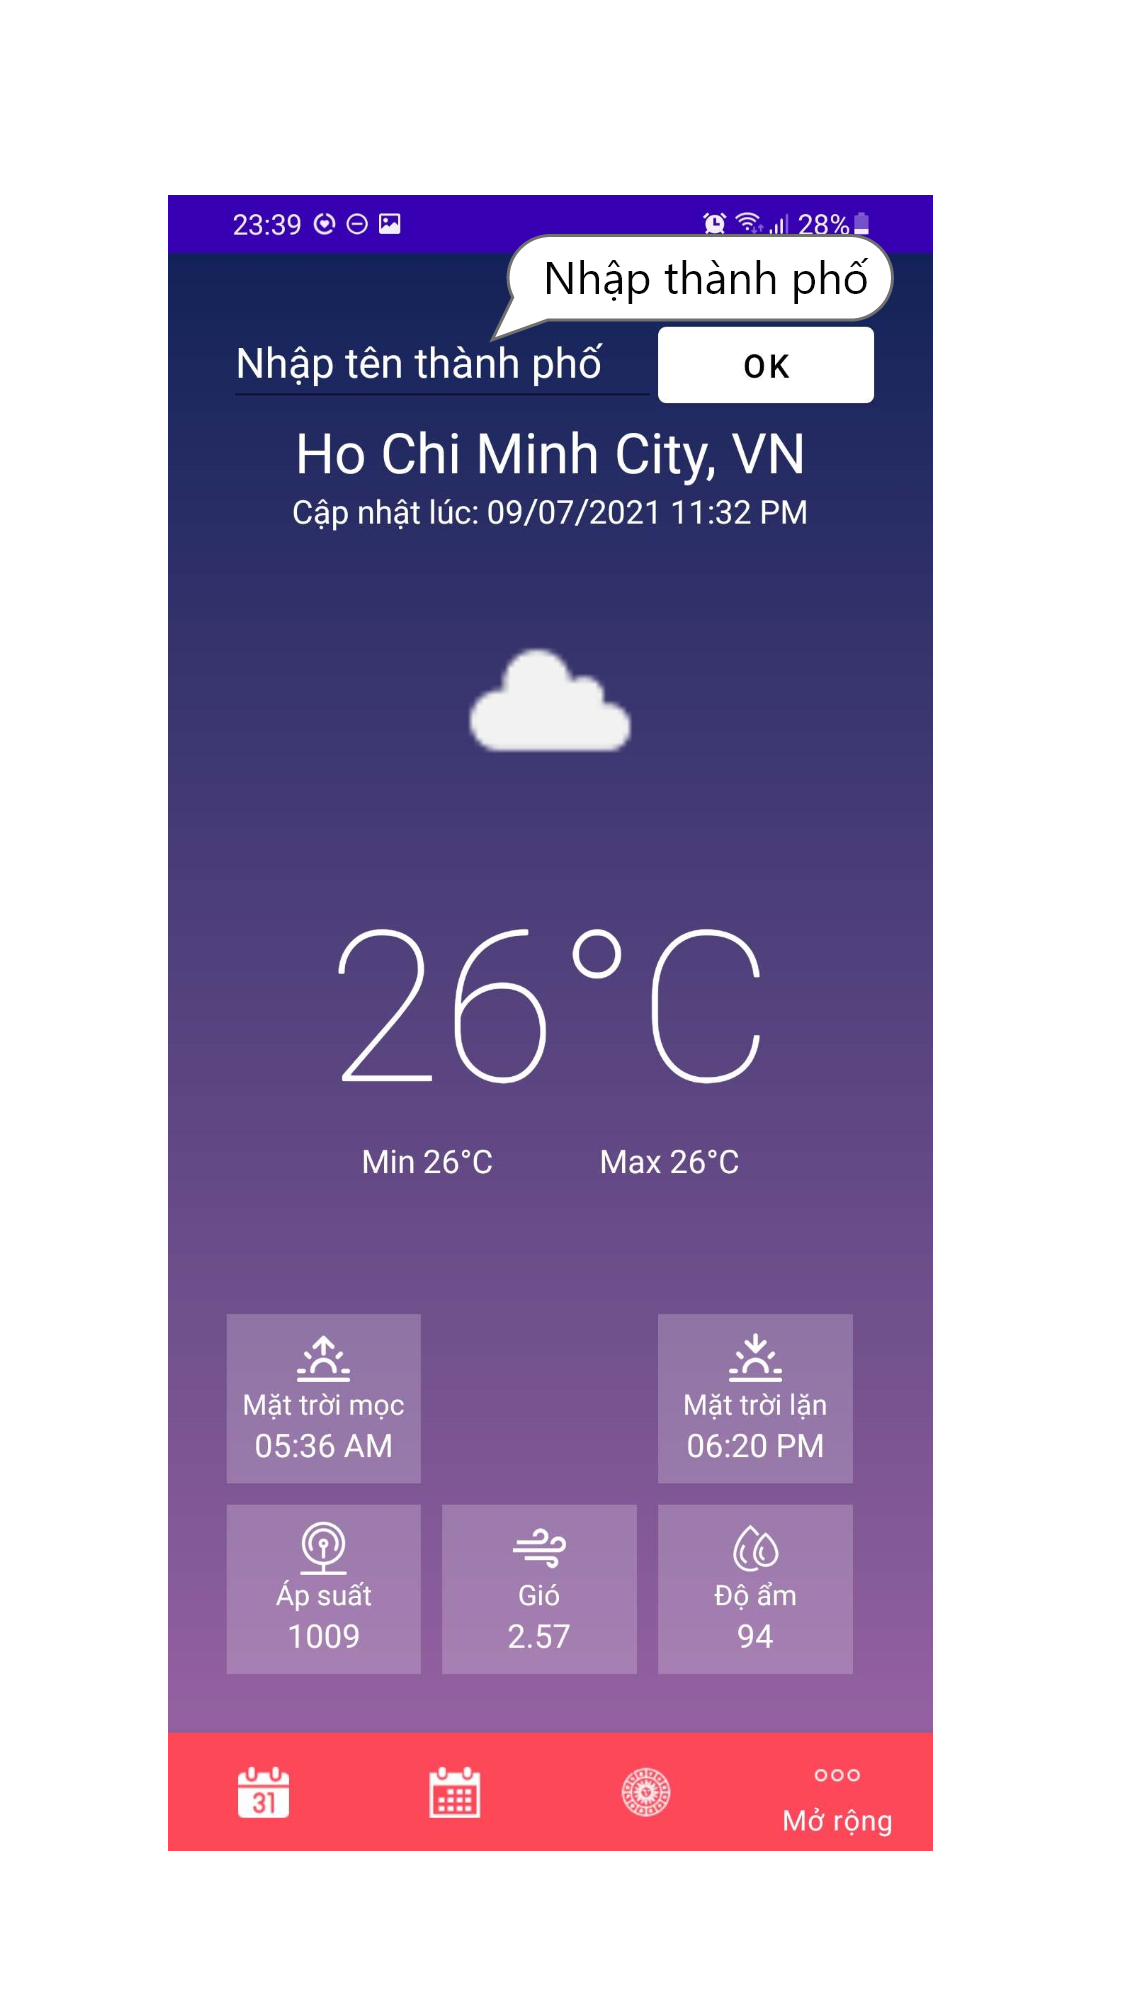 23:39
28%
Nhập thành phố
Nhập tên thành phố
OK
Ho Chi Minh City, VN
Cập nhật lúc: 09/07/2021 11:32 PM
26°C
Min 26°C
Max 26°C
Mặt trời mọc
05:36 AM
Mặt trời lặn
06:20 PM
Áp suất
1009
Gió
2.57
Độ ẩm
94
31
Mở rộng